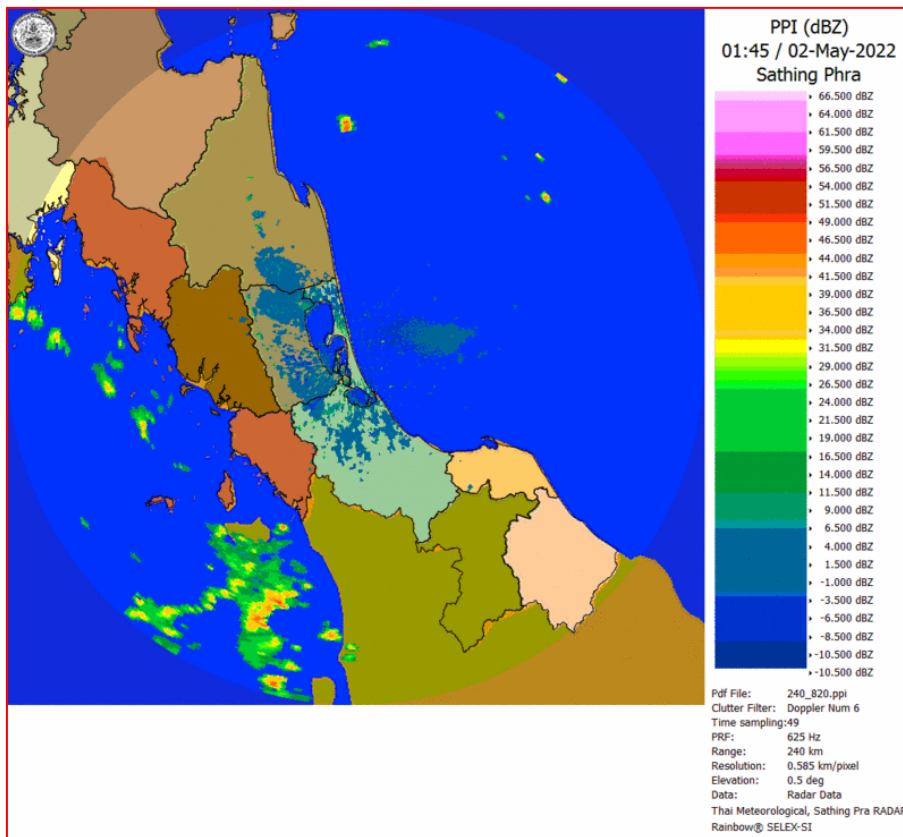 PPI (dBZ)
01:45 / 02-May-2022
Sathing Phra
66.500 dBZ
64.000 dBZ
61.500 dBZ
59.500 dBZ
56.500 dBZ
54.000 dBZ
51.500 dBZ
49.000 dBZ
46.500 dBZ
44.000 dBZ
41.500 dBZ
39.000 dBZ
36.500 dBZ
34.000 dBZ
31.500 dBZ
29.000 dBZ
26.500 dBZ
24.000 dBZ
21.500 dBZ
19.000 dBZ
16.500 dBZ
14.000 dBZ
11.500 dBZ
9.000 dBZ
6.500 dBZ
4.000 dBZ
1.500 dBZ
-1.000 dBZ
-3.500 dBZ
-6.500 dBZ
-8.500 dBZ
-10.500 dBZ
-10.500 dBZ
Pdf File: 240_820.ppi
Clutter Filter: Doppler Num 6
Time sampling:49
PRF: 625 Hz
Range: 240 km
Resolution: 0.585 km/pixel
Elevation: 0.5 deg
Data: Radar Data
Thai Meteorological, Sathing Pra RADAR
Rainbow® SELEX-SI